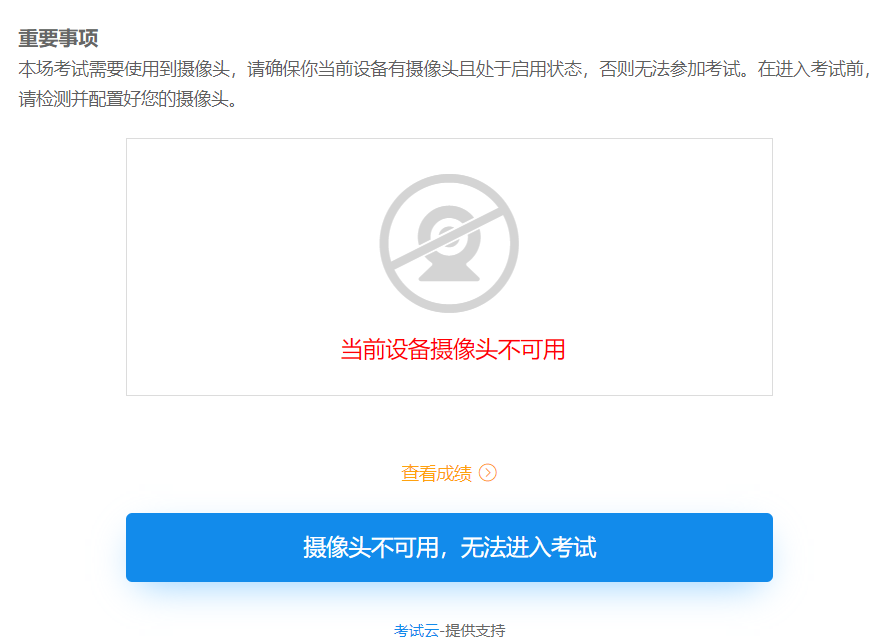 重要事项
本场考试需要使用到摄像头，请确保你当前设备有摄像头且处于启用状态，否则无法参加考试。在进入考试前，
请检测并配置好您的摄像头。
当前设备摄像头不可用
查看成绩
摄像头不可用，无法进入考试
考试云-提供支持